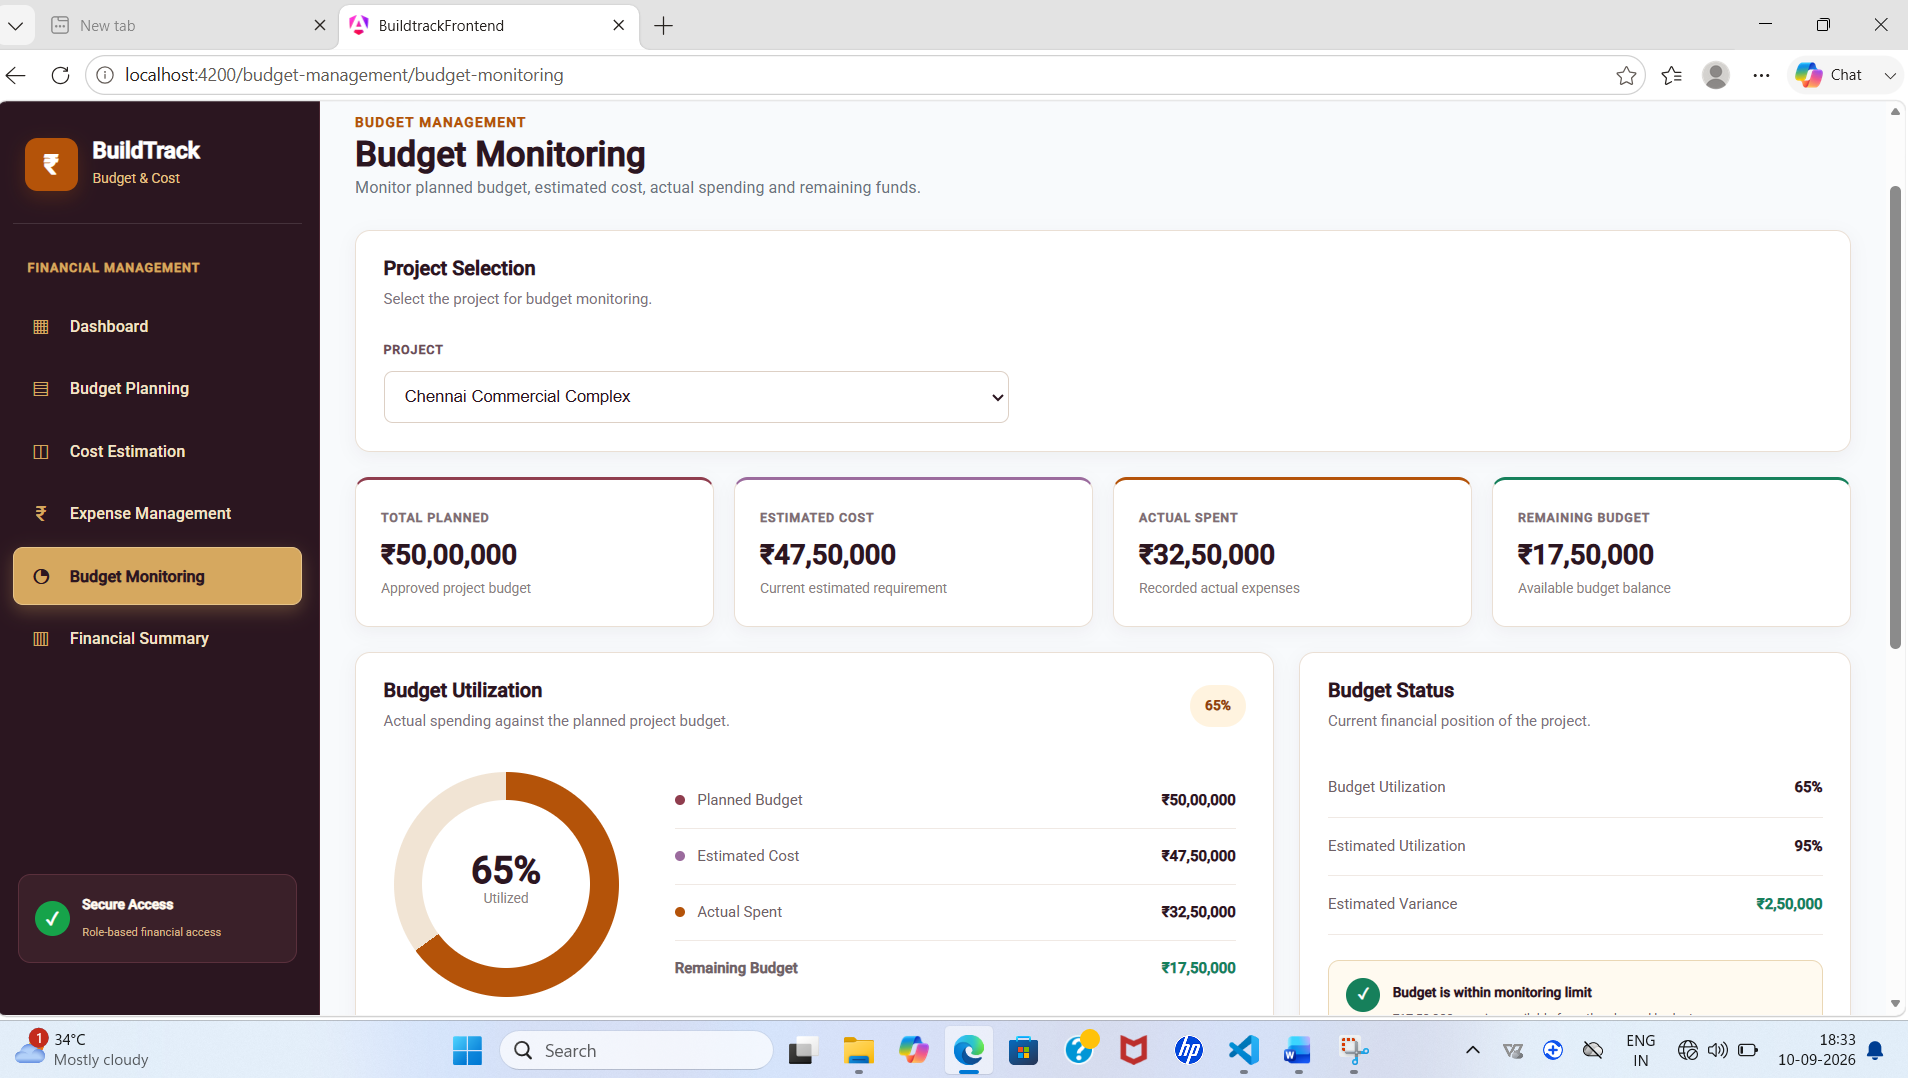 New tab
BuildtrackFrontend
localhost:4200/budget-management/budget-monitoring
Chat
₹
BuildTrack
Budget & Cost
FINANCIAL MANAGEMENT
Dashboard
Budget Planning
Cost Estimation
₹ Expense Management
Budget Monitoring
Financial Summary
Secure Access
Role-based financial access
BUDGET MANAGEMENT
Budget Monitoring
Monitor planned budget, estimated cost, actual spending and remaining funds.
Project Selection
Select the project for budget monitoring.
PROJECT
Chennai Commercial Complex
TOTAL PLANNED
₹50,00,000
Approved project budget
ESTIMATED COST
₹47,50,000
Current estimated requirement
ACTUAL SPENT
₹32,50,000
Recorded actual expenses
REMAINING BUDGET
₹17,50,000
Available budget balance
Budget Utilization
Actual spending against the planned project budget.
65%
65%
Utilized
Planned Budget ₹50,00,000
Estimated Cost ₹47,50,000
Actual Spent ₹32,50,000
Remaining Budget ₹17,50,000
Budget Status
Current financial position of the project.
Budget Utilization 65%
Estimated Utilization 95%
Estimated Variance ₹2,50,000
Budget is within monitoring limit
1
34°C
Mostly cloudy
Search
hp
W
ENG
IN
18:33
10-09-2026